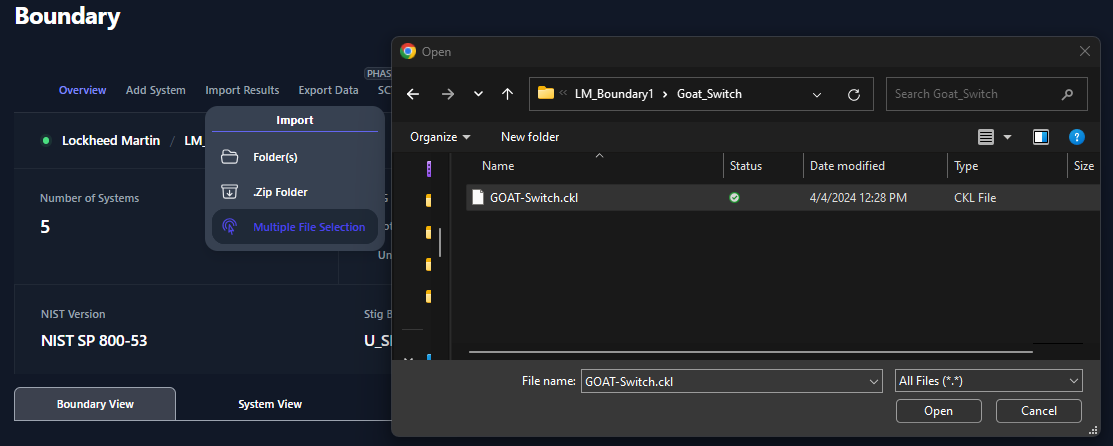 Boundary
PHAS
Overview Add System Import Results Export Data SC
Import
Folder(s)
.Zip Folder
Multiple File Selection
Lockheed Martin / LM_
Number of Systems
5
G
ot
Un
NIST Version
NIST SP 800-53
Stig B
U_S
Boundary View System View
Open
« LM_Boundary1 > Goat_Switch
Search Goat_Switch
Organize New folder
Name Status Date modified Type Size
GOAT-Switch.ckl 4/4/2024 12:28 PM CKL File
File name: GOAT-Switch.ckl All Files (*.*)
Open Cancel